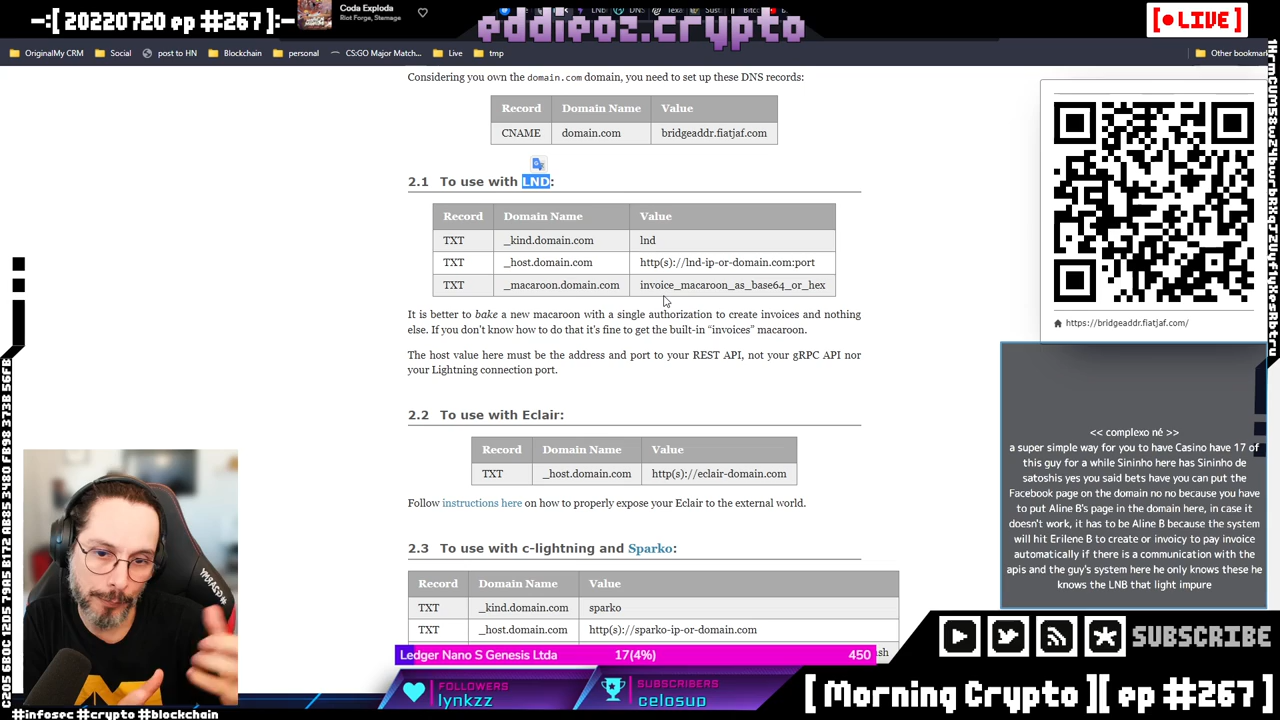 -:[ 20220720 ep #267 ]:-
Coda Exploda
Riot Forge, Stemage
eddieoz.crypto
[ • LIVE ]
OriginalMy CRM
Social
post to HN
Blockchain
personal
CS:GO Major Match...
Live
tmp
Other bookmar
Considering you own the domain.com domain, you need to set up these DNS records:
Record Domain Name Value
CNAME domain.com bridgeaddr.fiatjaf.com
2.1 To use with LND:
Record Domain Name Value
TXT _kind.domain.com lnd
TXT _host.domain.com http(s)://lnd-ip-or-domain.com:port
TXT _macaroon.domain.com invoice_macaroon_as_base64_or_hex
It is better to bake a new macaroon with a single authorization to create invoices and nothing
else. If you don't know how to do that it's fine to get the built-in “invoices” macaroon.
The host value here must be the address and port to your REST API, not your gRPC API nor
your Lightning connection port.
2.2 To use with Eclair:
Record Domain Name Value
TXT _host.domain.com http(s)://eclair-domain.com
Follow instructions here on how to properly expose your Eclair to the external world.
2.3 To use with c-lightning and Sparko:
Record Domain Name Value
TXT _kind.domain.com sparko
TXT _host.domain.com http(s)://sparko-ip-or-domain.com
https://bridgeaddr.fiatjaf.com/
<< complexo né >>
a super simple way for you to have Casino have 17 of
this guy for a while Sininho here has Sininho de
satoshis yes you said bets have you can put the
Facebook page on the domain no no because you have
to put Aline B's page in the domain here, in case it
doesn't work, it has to be Aline B because the system
will hit Erilene B to create or invoicy to pay invoice
automatically if there is a communication with the
apis and the guy's system here he only knows these he
knows the LNB that light impure
Ledger Nano S Genesis Ltda 17(4%) 450
FOLLOWERS
lynkzz
SUBSCRIBERS
celosup
SUBSCRIBE
[ Morning Crypto ][ ep #267 ]
#infosec #crypto #blockchain